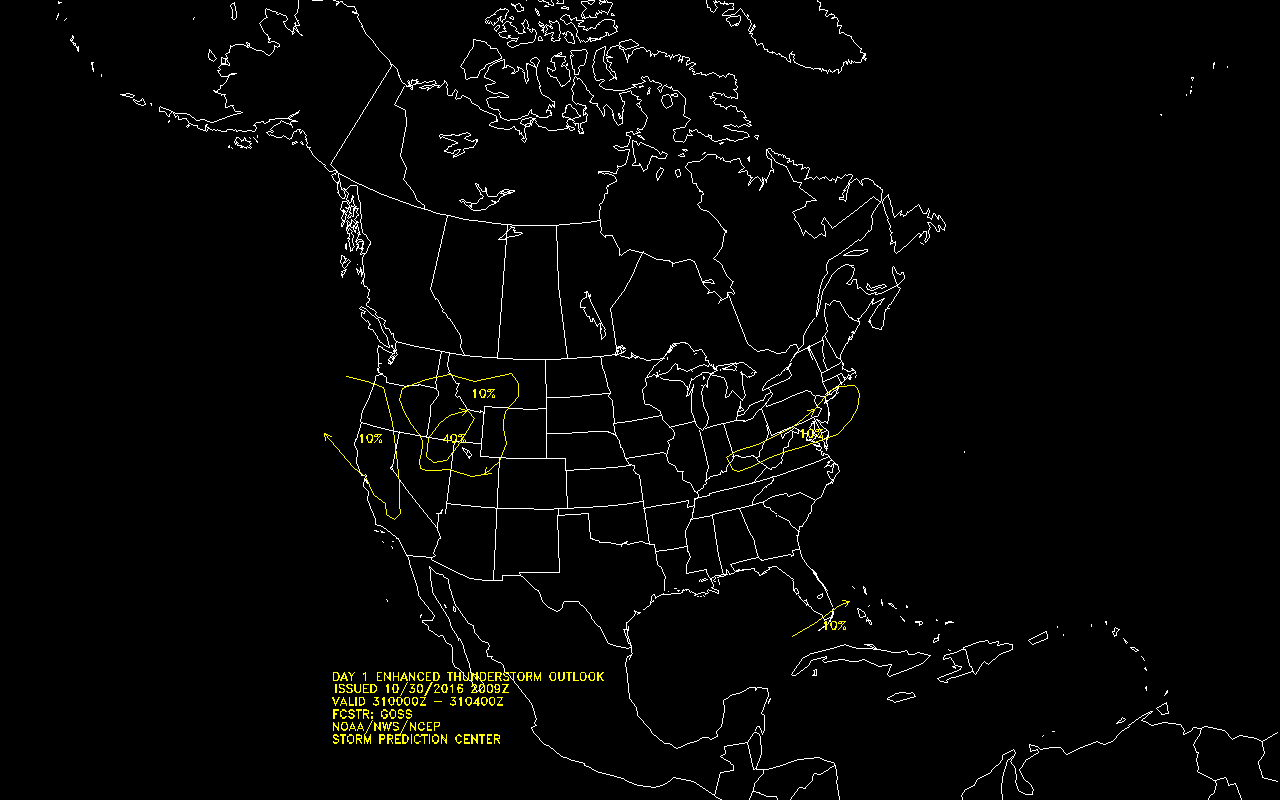 10%
10%
40%
10%
10%
DAY 1 ENHANCED THUNDERSTORM OUTLOOK
ISSUED 10/30/2016 2009Z
VALID 310000Z - 310400Z
FCSTR: GOSS
NOAA/NWS/NCEP
STORM PREDICTION CENTER